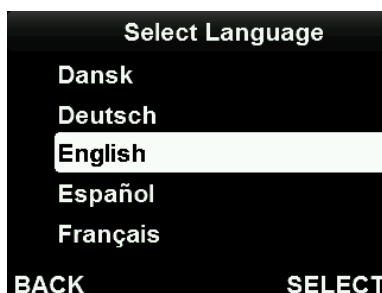 Select Language
Dansk
Deutsch
English
Español
Français
BACK SELECT